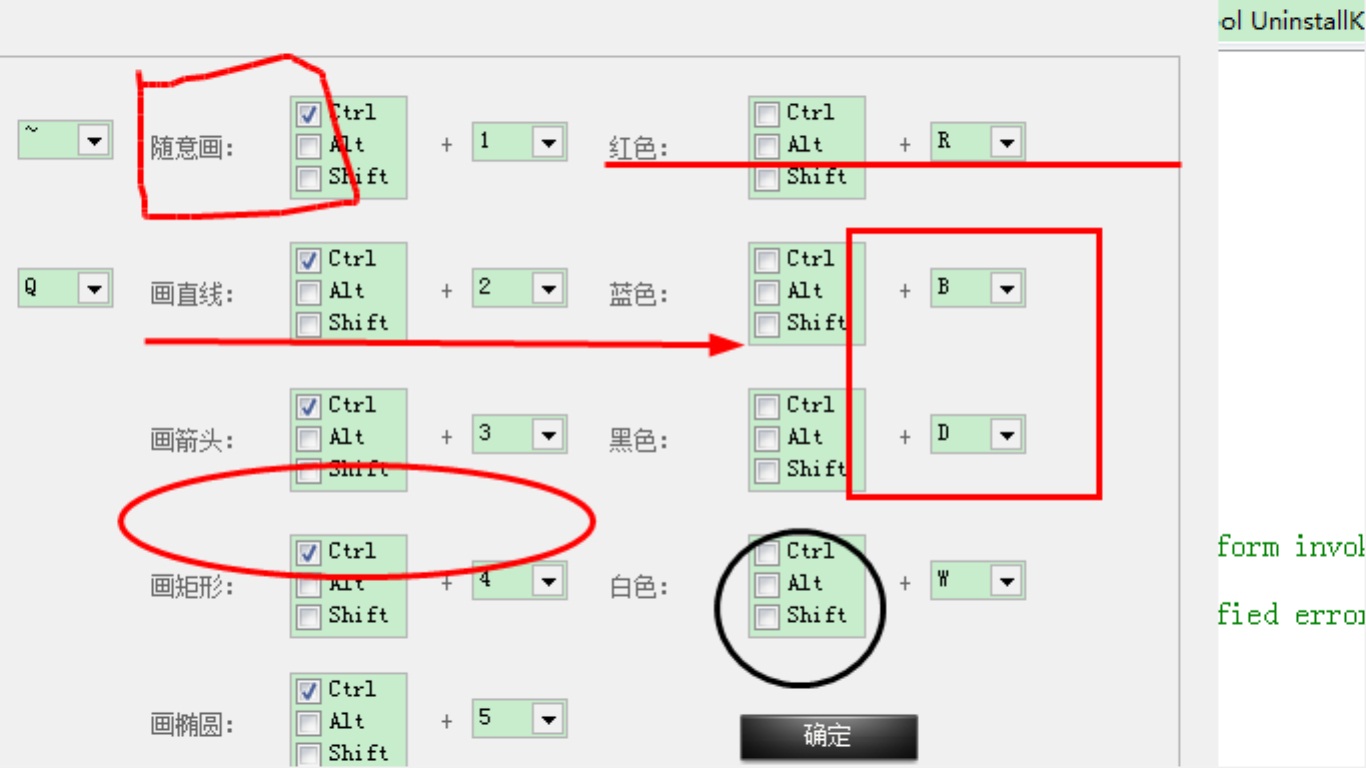 ol UninstallK
~ 随意画: Ctrl Alt Shift + 1 红色: Ctrl Alt Shift + R
Q 画直线: Ctrl Alt Shift + 2 蓝色: Ctrl Alt Shift + B
画箭头: Ctrl Alt Shift + 3 黑色: Ctrl Alt Shift + D
form invok
画矩形: Ctrl Alt Shift + 4 白色: Ctrl Alt Shift + W
fied error
画椭圆: Ctrl Alt Shift + 5
确定